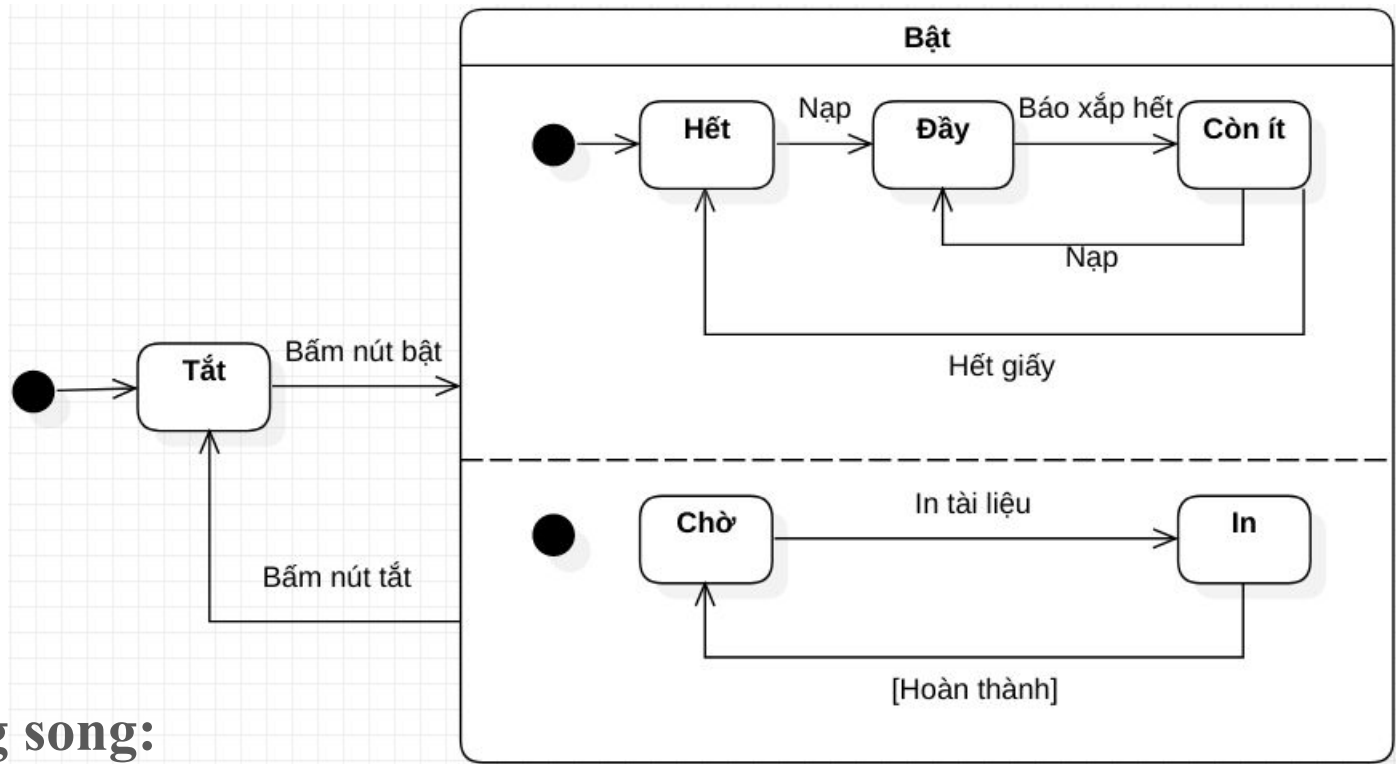 Bật
Hết
Nạp
Đầy
Báo xắp hết
Còn ít
Nạp
Hết giấy
Tắt
Bấm nút bật
Bấm nút tắt
Chờ
In tài liệu
In
[Hoàn thành]
g song: